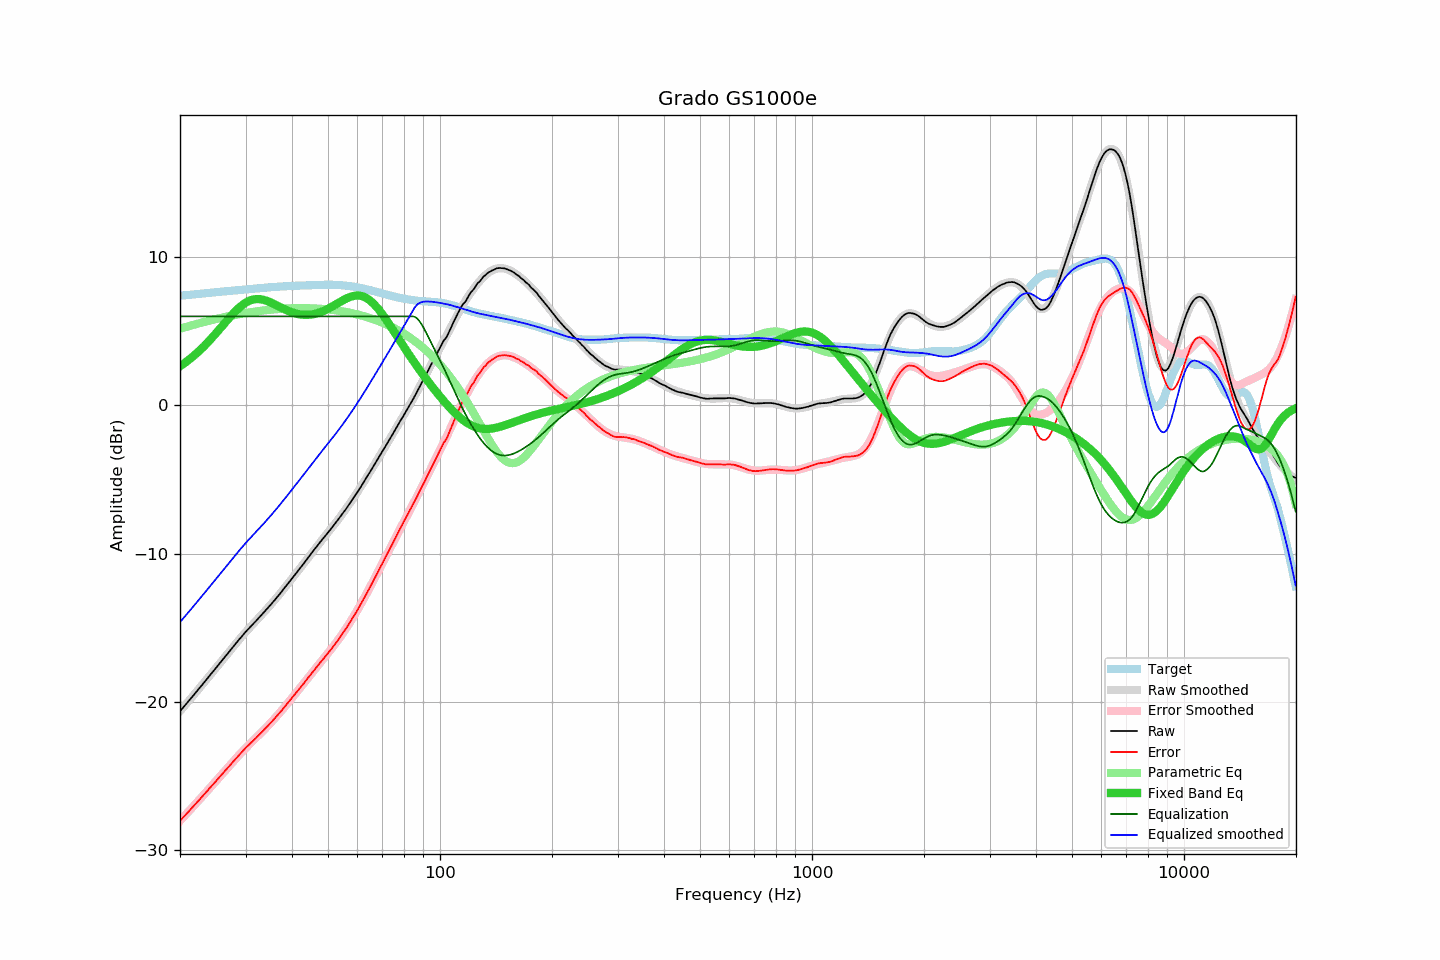 Grado GS1000e
10
0
−10
−20
−30
Amplitude (dBr)
100
1000
10000
Frequency (Hz)
Target
Raw Smoothed
Error Smoothed
Raw
Error
Parametric Eq
Fixed Band Eq
Equalization
Equalized smoothed